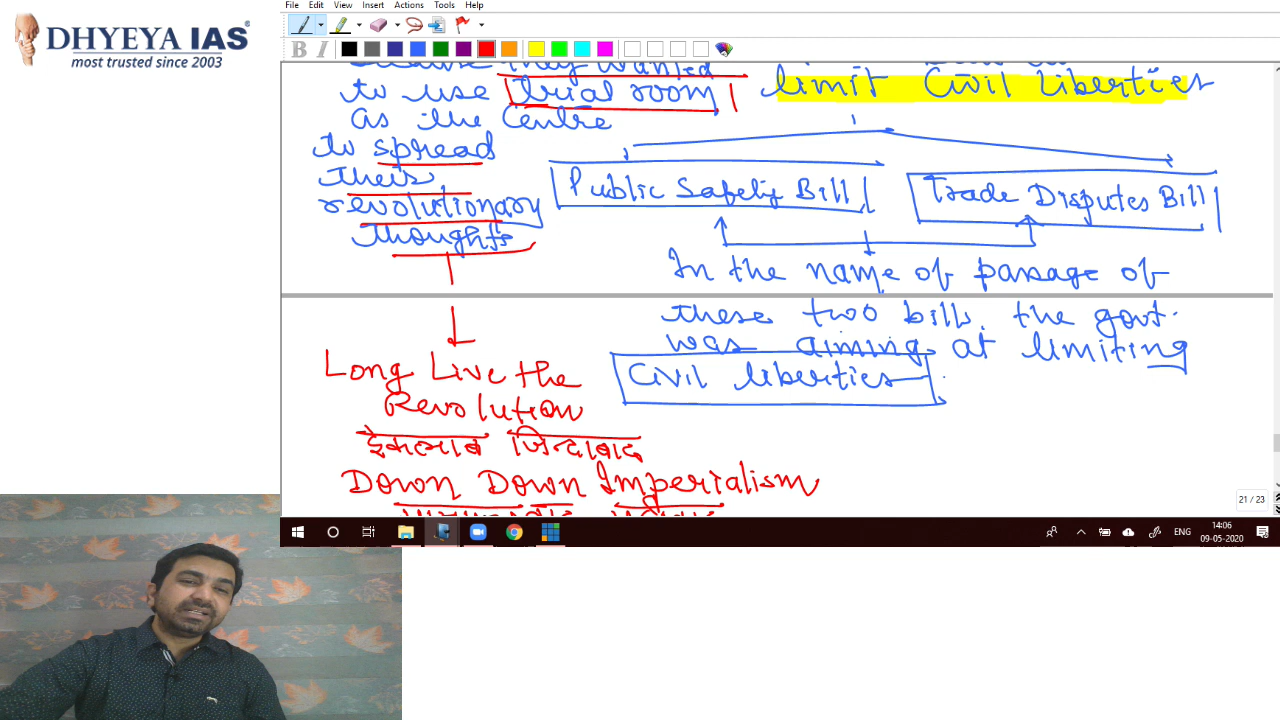 DHYEYA IAS®
most trusted since 2003
File Edit View Insert Actions Tools Help
B I
they wanted
to use trial room
as the Centre
to spread
their
revolutionary
thoughts
limit Civil liberties
Public Safety Bill
Trade Disputes Bill
In the name of passage of
these two bills, the govt.
was aiming at limiting
Civil liberties
Long Live the
Revolution
इन्कलाब जिन्दाबाद
Down Down Imperialism
21 / 23
ENG
14:06
09-05-2020